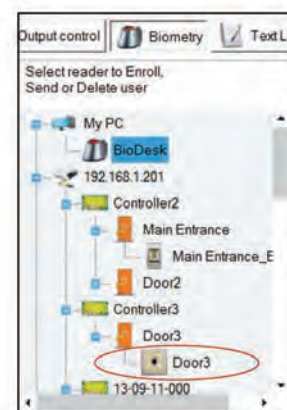 Output control Biometry Text L
Select reader to Enroll,
Send or Delete user
My PC
BioDesk
192.168.1.201
Controller2
Main Entrance
Main Entrance_E
Door2
Controller3
Door3
Door3
13-09-11-000